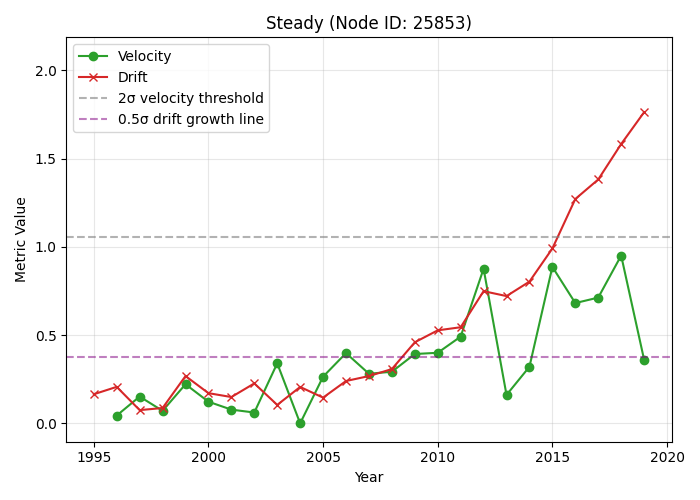 Steady (Node ID: 25853)
Velocity
Drift
2σ velocity threshold
0.5σ drift growth line
Metric Value
2.0
1.5
1.0
0.5
0.0
1995 2000 2005 2010 2015 2020
Year